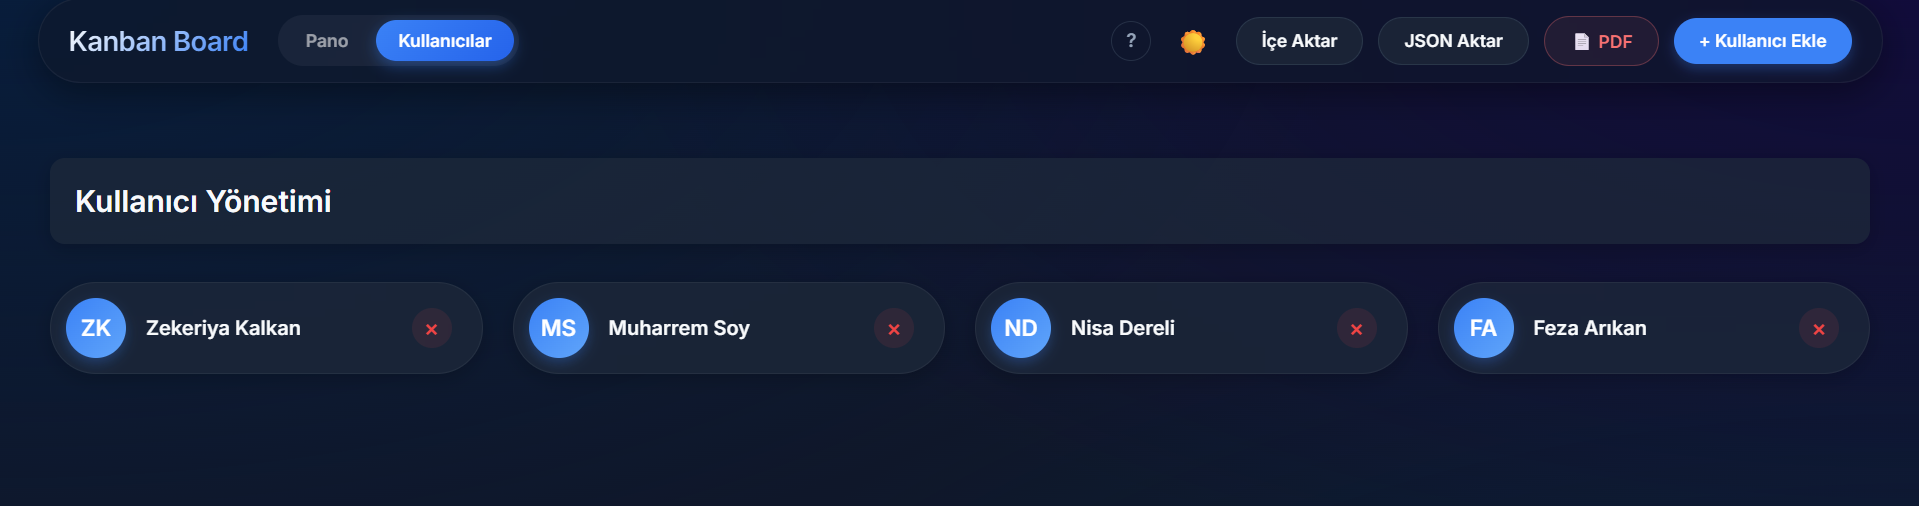 Kanban Board Pano Kullanıcılar ? İçe Aktar JSON Aktar PDF + Kullanıcı Ekle
Kullanıcı Yönetimi
ZK Zekeriya Kalkan × MS Muharrem Soy × ND Nisa Dereli × FA Feza Arıkan ×